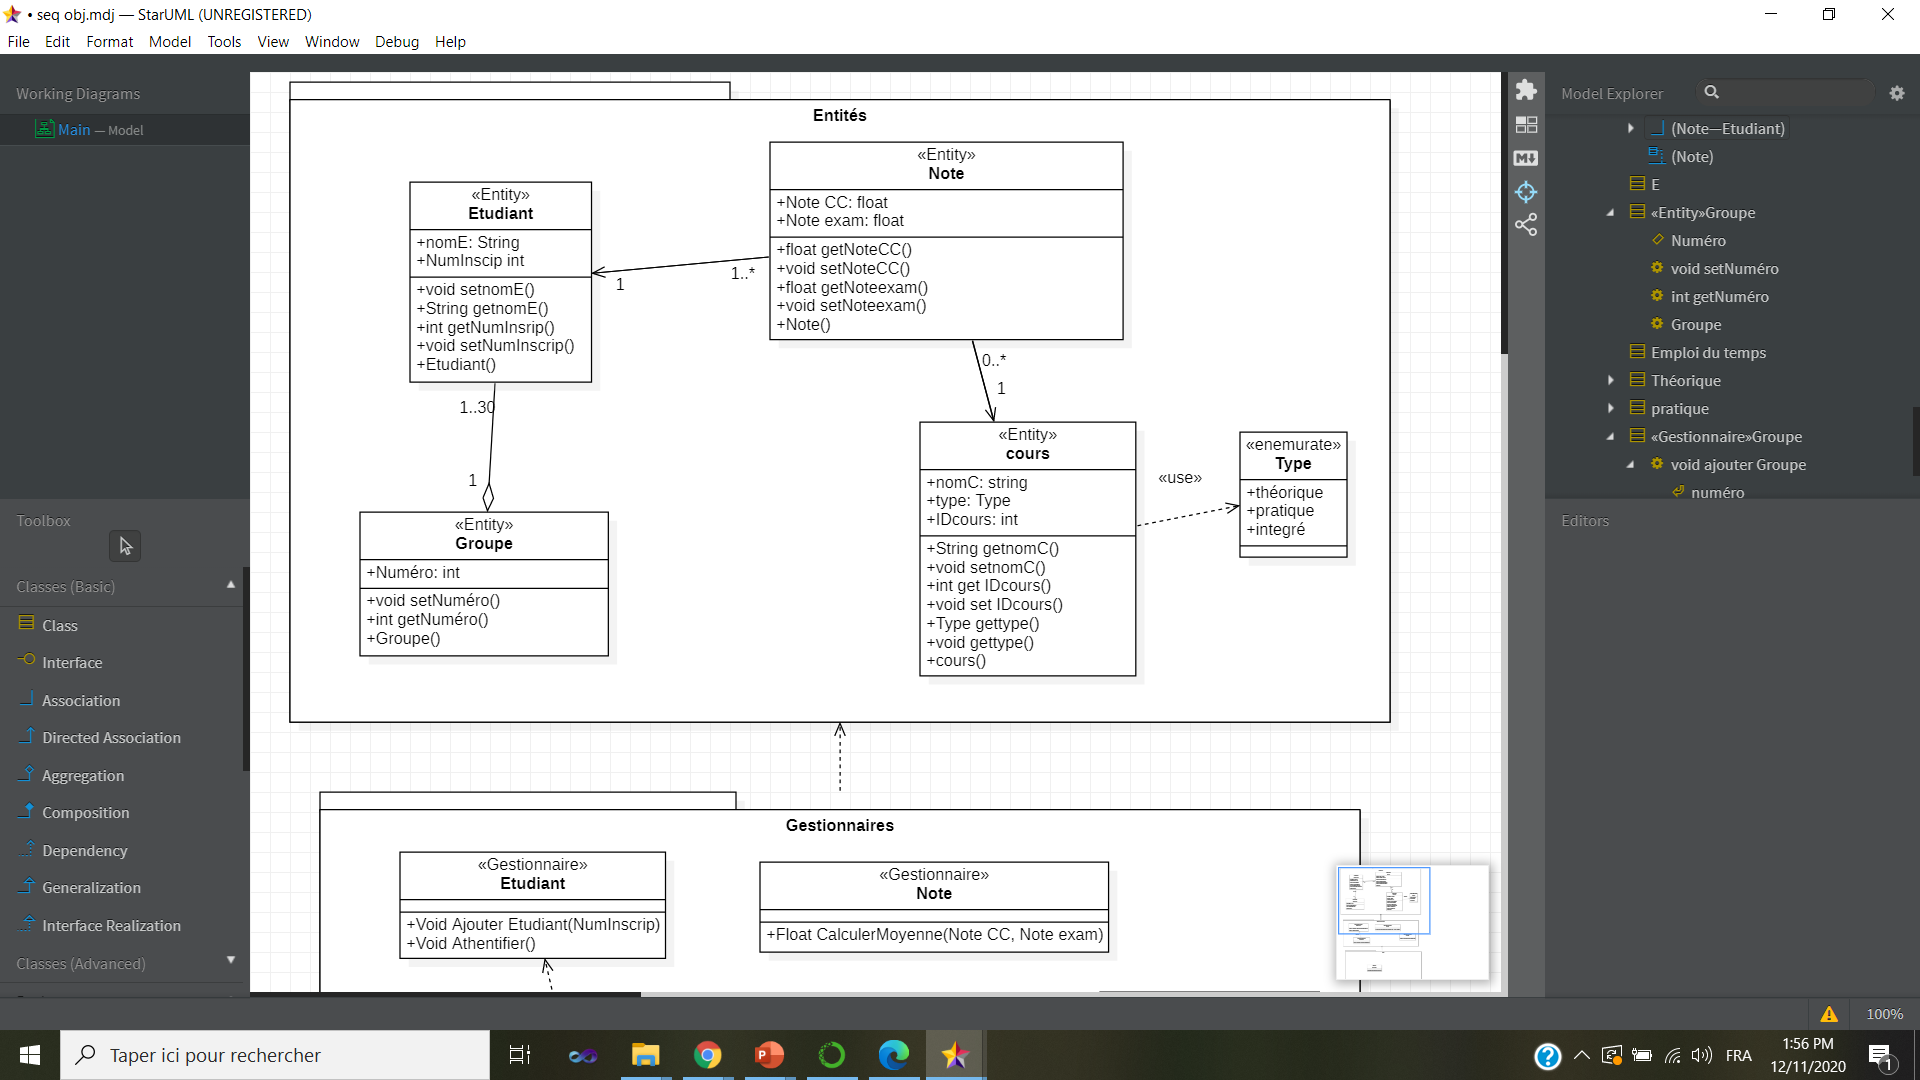 • seq obj.mdj — StarUML (UNREGISTERED)
File Edit Format Model Tools View Window Debug Help
Working Diagrams
Main — Model
Toolbox
Classes (Basic)
Class
Interface
Association
Directed Association
Aggregation
Composition
Dependency
Generalization
Interface Realization
Classes (Advanced)
Entités
«Entity»
Etudiant
+nomE: String
+NumInscip int
+void setnomE()
+String getnomE()
+int getNumInsrip()
+void setNumInscrip()
+Etudiant()
«Entity»
Note
+Note CC: float
+Note exam: float
+float getNoteCC()
+void setNoteCC()
+float getNoteexam()
+void setNoteexam()
+Note()
1
1..*
0..*
1
1..30
1
«Entity»
Groupe
+Numéro: int
+void setNuméro()
+int getNuméro()
+Groupe()
«Entity»
cours
+nomC: string
+type: Type
+IDcours: int
+String getnomC()
+void setnomC()
+int get IDcours()
+void set IDcours()
+Type gettype()
+void gettype()
+cours()
«use»
«enemurate»
Type
+théorique
+pratique
+integré
Gestionnaires
«Gestionnaire»
Etudiant
+Void Ajouter Etudiant(NumInscrip)
+Void Athentifier()
«Gestionnaire»
Note
+Float CalculerMoyenne(Note CC, Note exam)
Model Explorer
(Note—Etudiant)
(Note)
E
«Entity»Groupe
Numéro
void setNuméro
int getNuméro
Groupe
Emploi du temps
Théorique
pratique
«Gestionnaire»Groupe
void ajouter Groupe
numéro
Editors
100%
Taper ici pour rechercher
FRA
1:56 PM
12/11/2020
1